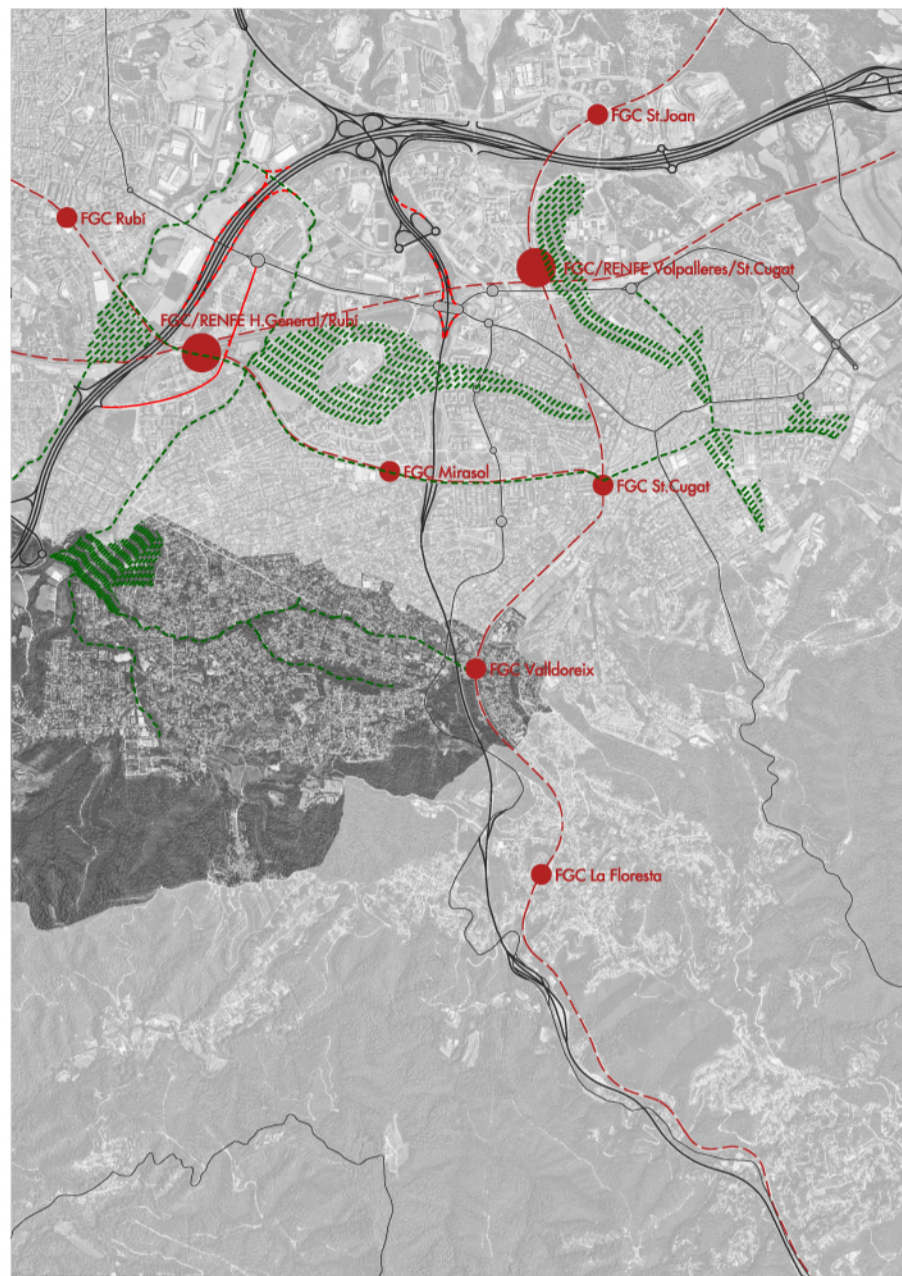 FGC St.Joan
FGC Rubí
FGC/RENFE Volpalleres/St.Cugat
FGC/RENFE H.General/Rubí
FGC Mirasol
FGC St.Cugat
FGC Valldoreix
FGC La Floresta